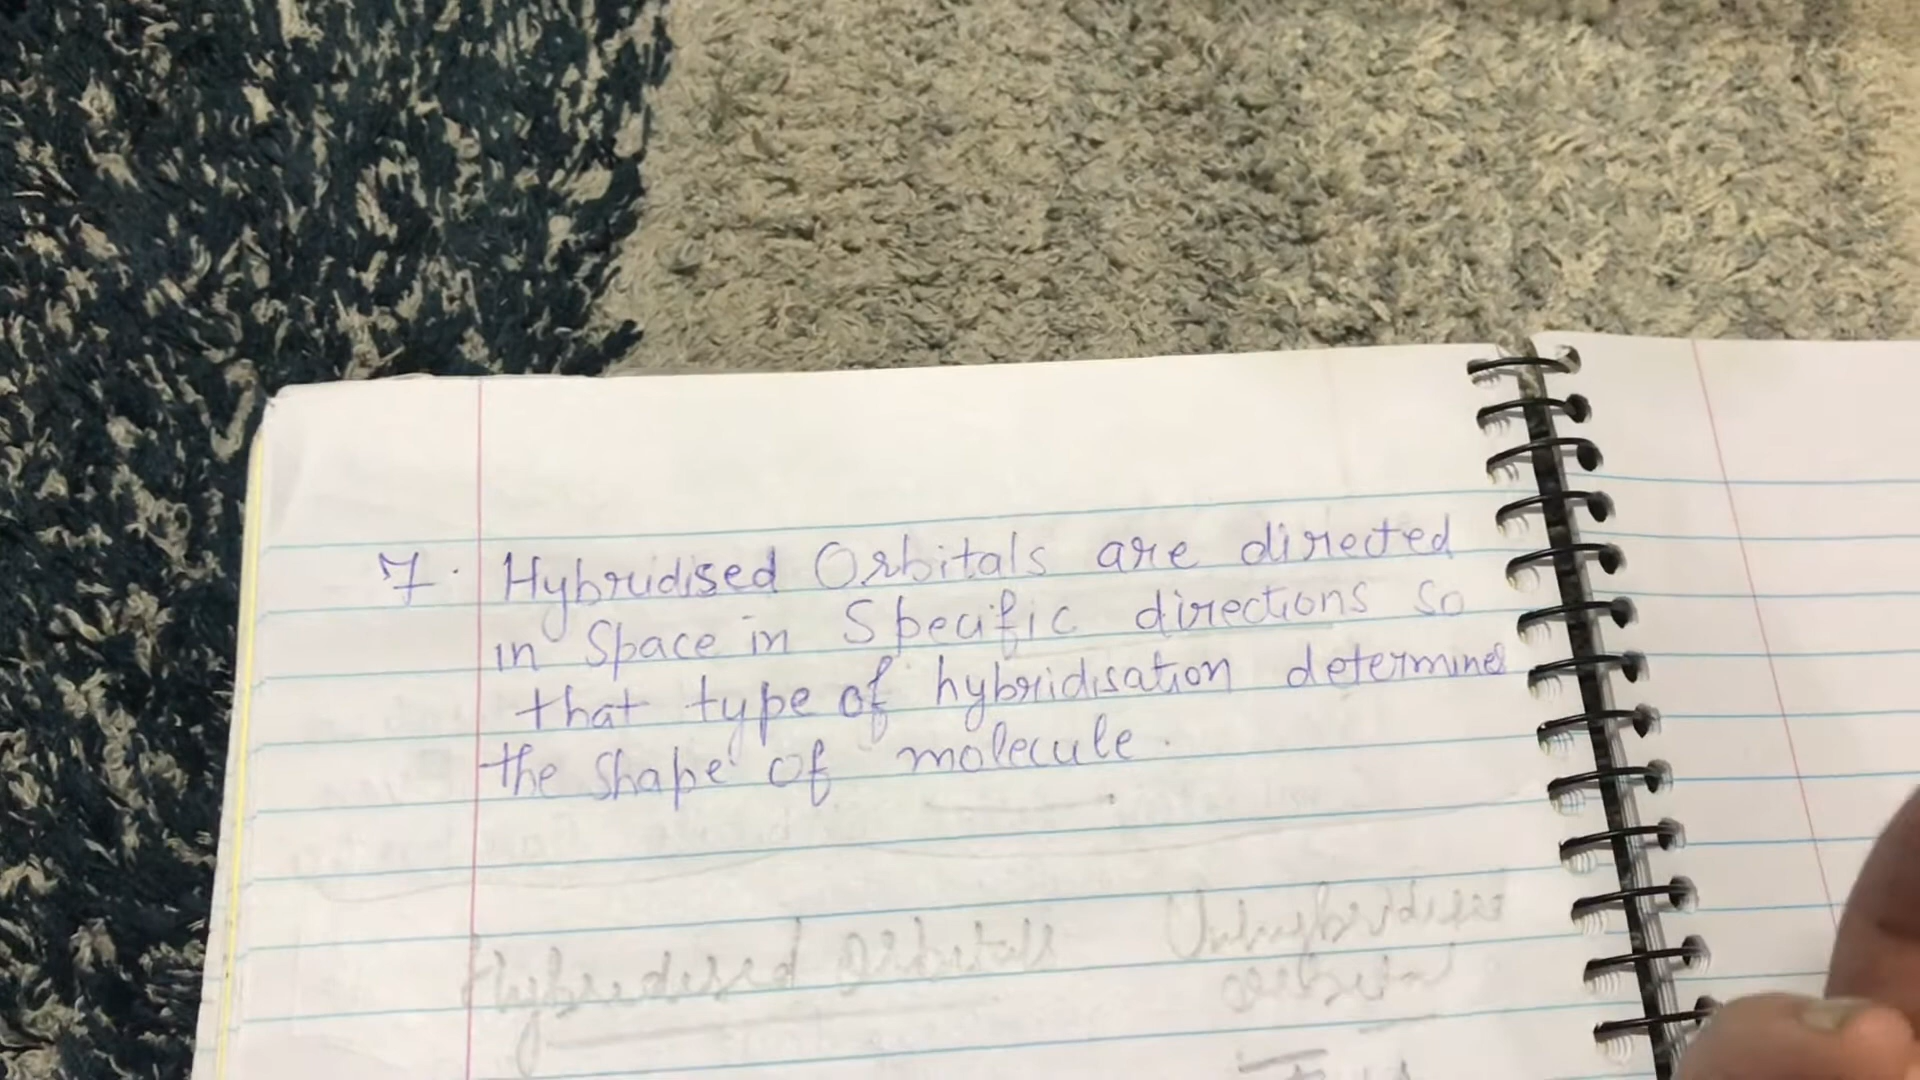 7. Hybridised Orbitals are directed
in Space in Specific directions so
that type of hybridisation determines
the Shape of molecule.